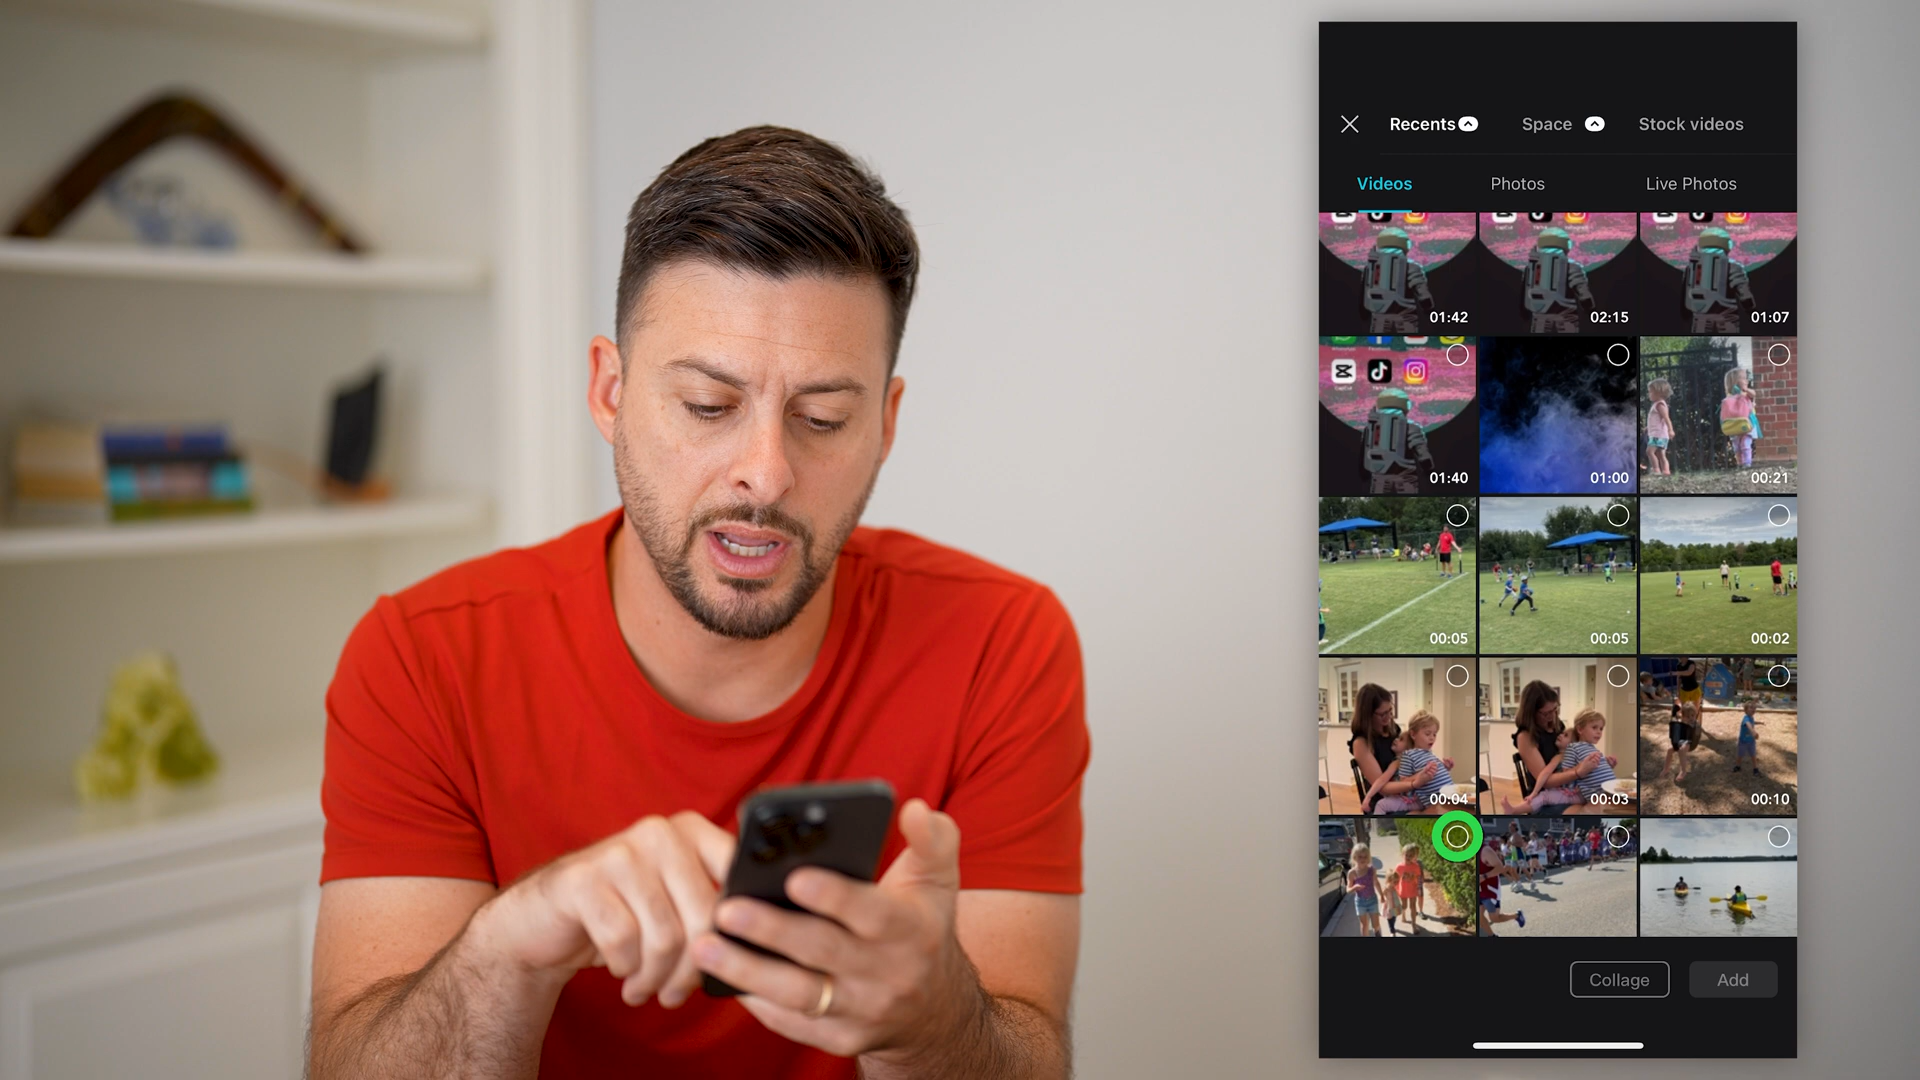 Recents Space Stock videos
Videos Photos Live Photos
01:42 02:15 01:07
01:40 01:00 00:21
00:05 00:05 00:02
00:04 00:03 00:10
Collage Add